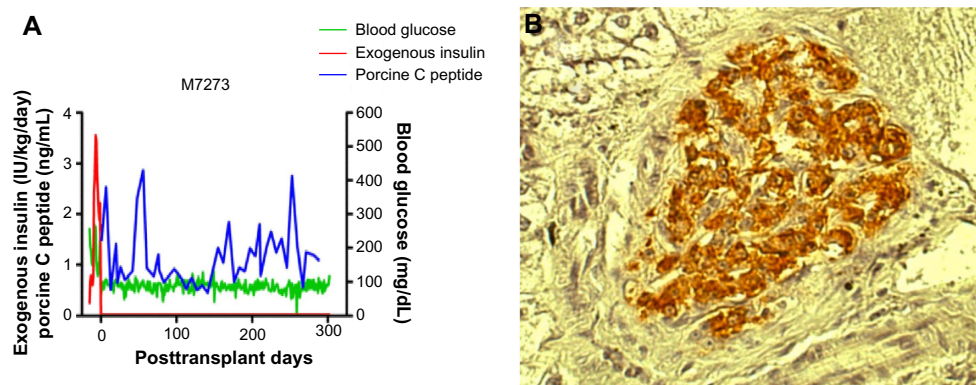 A
Blood glucose
Exogenous insulin
Porcine C peptide
M7273
Exogenous insulin (IU/kg/day)
porcine C peptide (ng/mL)
4
3
2
1
0
600
500
400
300
200
100
0
Blood glucose (mg/dL)
0
100
200
300
Posttransplant days
B